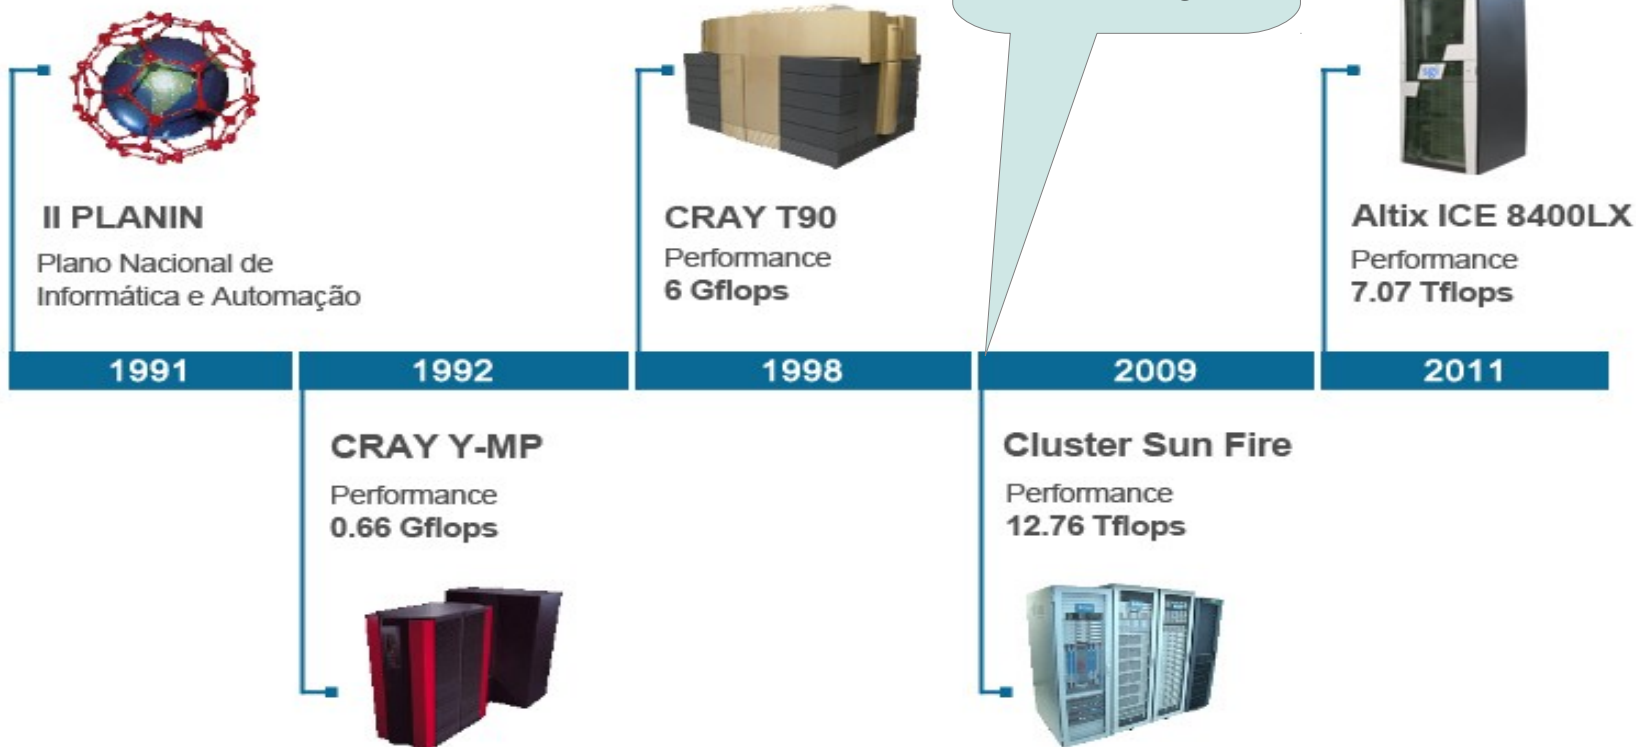 II PLANIN
Plano Nacional de
Informática e Automação
CRAY T90
Performance
6 Gflops
sgi
Altix ICE 8400LX
Performance
7.07 Tflops
1991
1992
1998
2009
2011
CRAY Y-MP
Performance
0.66 Gflops
Cluster Sun Fire
Performance
12.76 Tflops